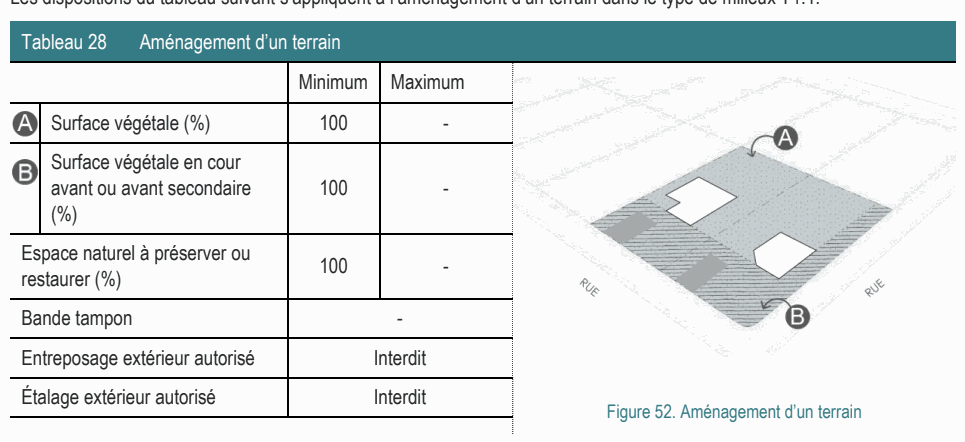 Tableau 28 Aménagement d'un terrain
Minimum Maximum
A Surface végétale (%) 100 -
B Surface végétale en cour
avant ou avant secondaire
(%) 100 -
Espace naturel à préserver ou
restaurer (%) 100 -
Bande tampon -
Entreposage extérieur autorisé Interdit
Étalage extérieur autorisé Interdit
A
RUE
RUE
B
Figure 52. Aménagement d'un terrain